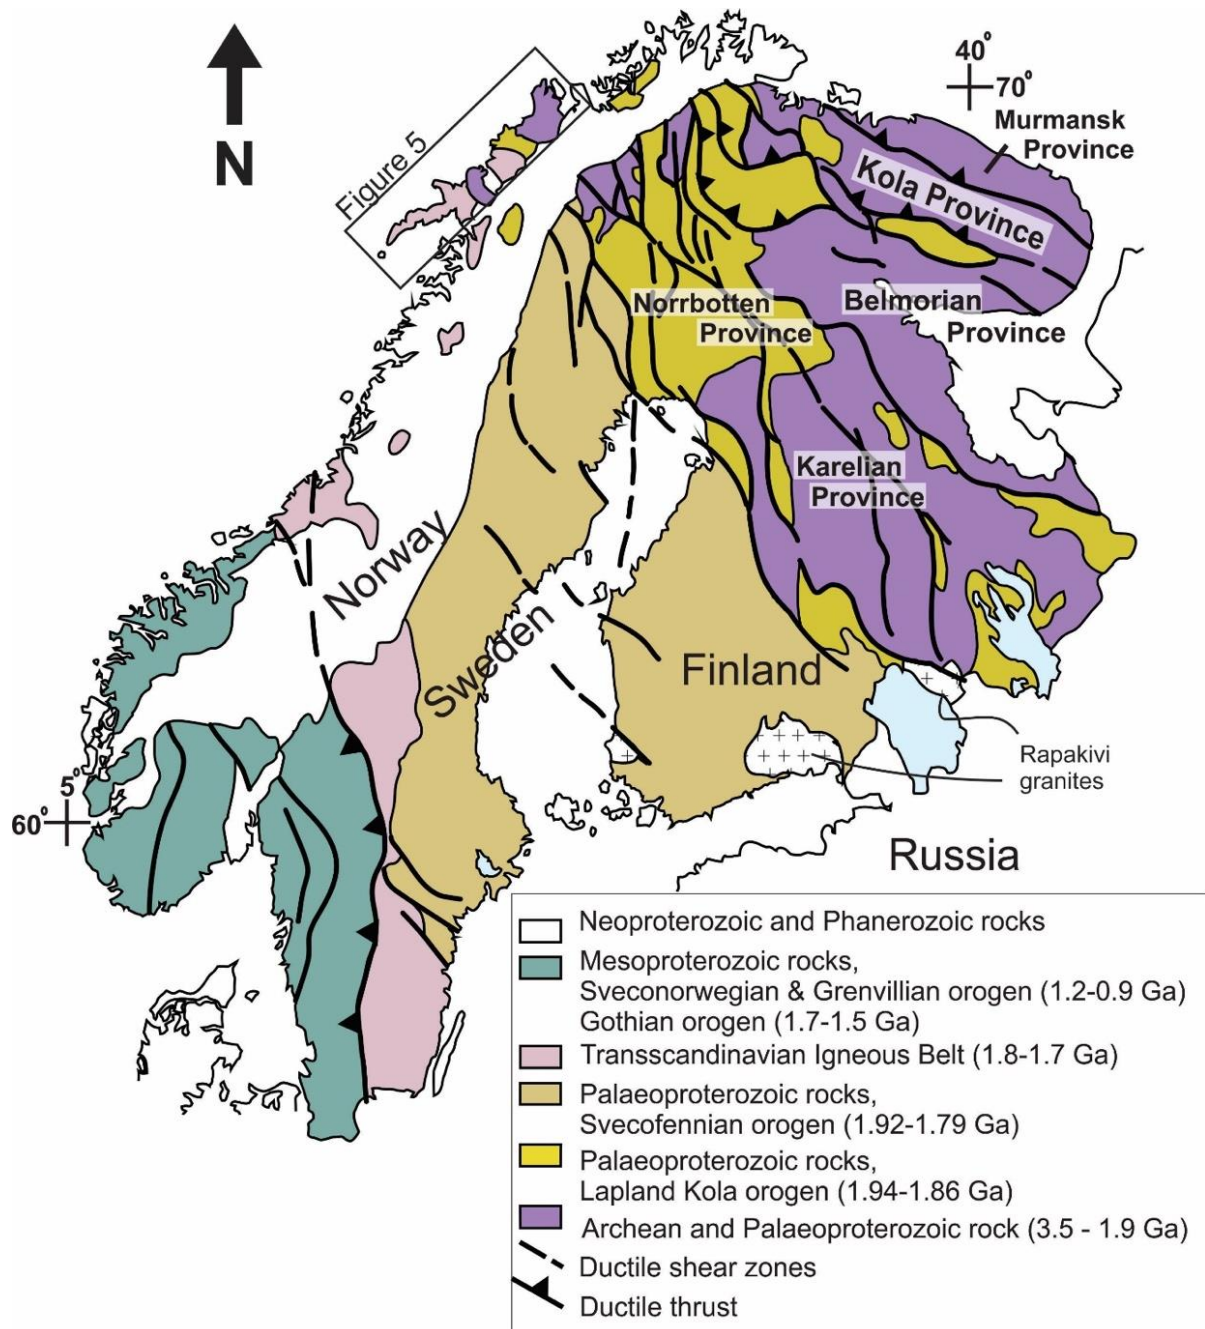 N
Figure 5
40°
70°
Murmansk
Province
Kola Province
Norrbotten
Province
Belmorian
Province
Karelian
Province
Norway
Sweden
Finland
Rapakivi
granites
5°
60°
Russia
Neoproterozoic and Phanerozoic rocks
Mesoproterozoic rocks,
Sveconorwegian & Grenvillian orogen (1.2-0.9 Ga)
Gothian orogen (1.7-1.5 Ga)
Transscandinavian Igneous Belt (1.8-1.7 Ga)
Palaeoproterozoic rocks,
Svecofennian orogen (1.92-1.79 Ga)
Palaeoproterozoic rocks,
Lapland Kola orogen (1.94-1.86 Ga)
Archean and Palaeoproterozoic rock (3.5 - 1.9 Ga)
Ductile shear zones
Ductile thrust